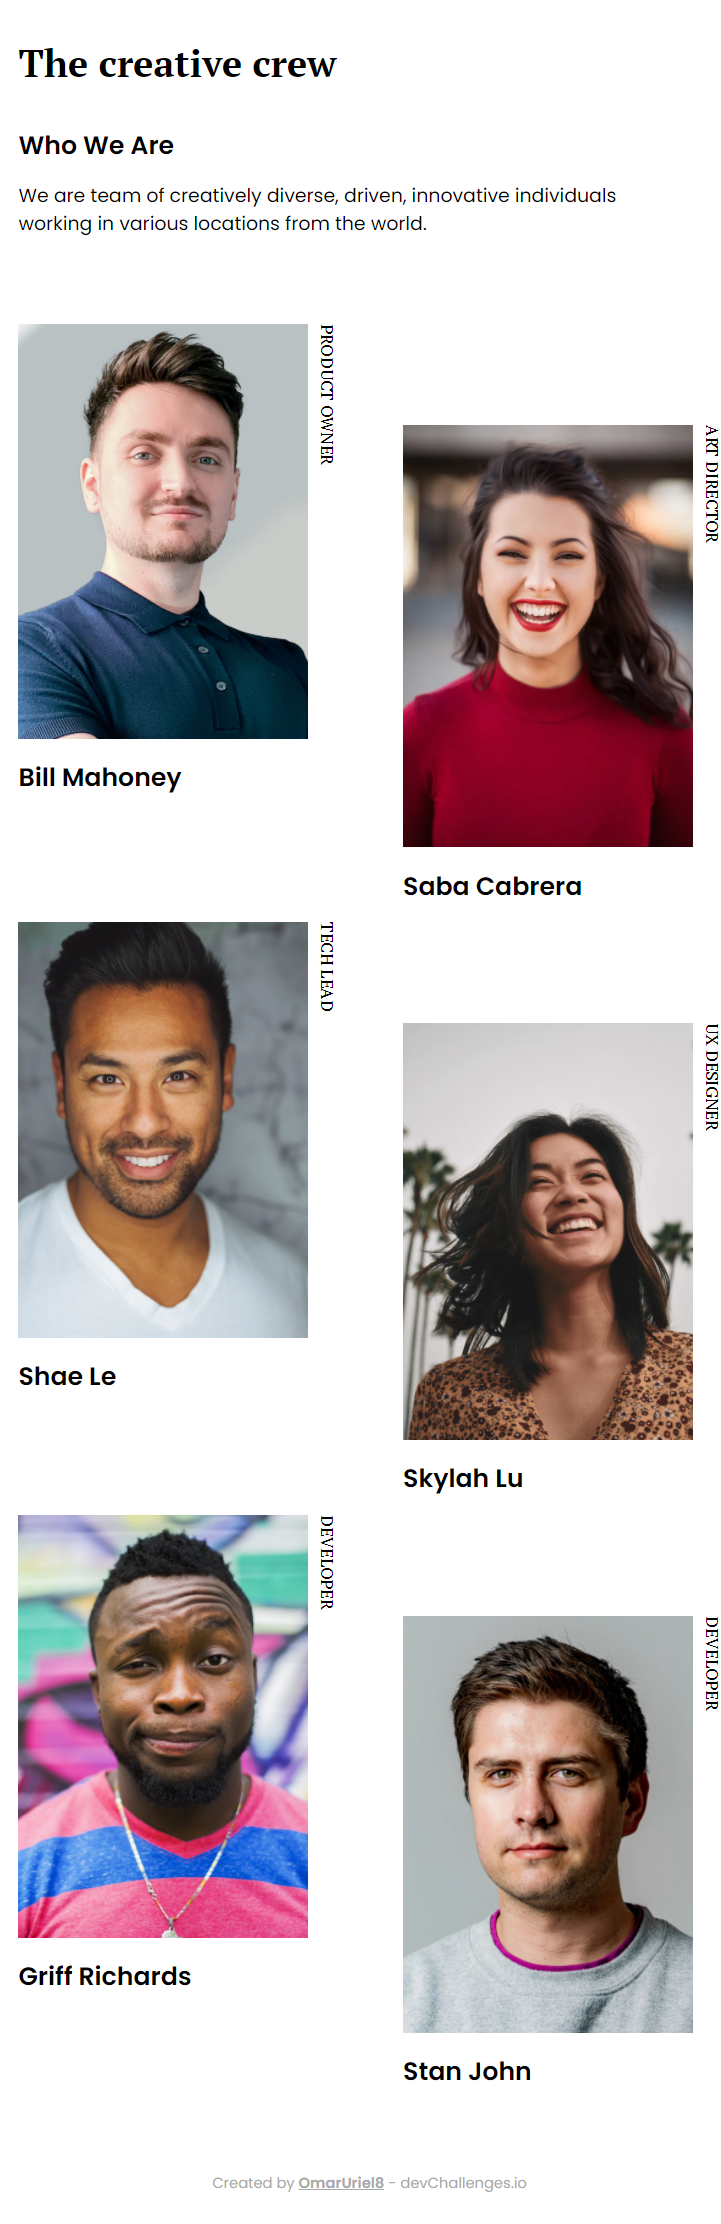 The creative crew
Who We Are
We are team of creatively diverse, driven, innovative individuals
working in various locations from the world.
PRODUCT OWNER
Bill Mahoney
ART DIRECTOR
Saba Cabrera
TECH LEAD
Shae Le
UX DESIGNER
Skylah Lu
DEVELOPER
Griff Richards
DEVELOPER
Stan John
Created by OmarUriel8 - devChallenges.io